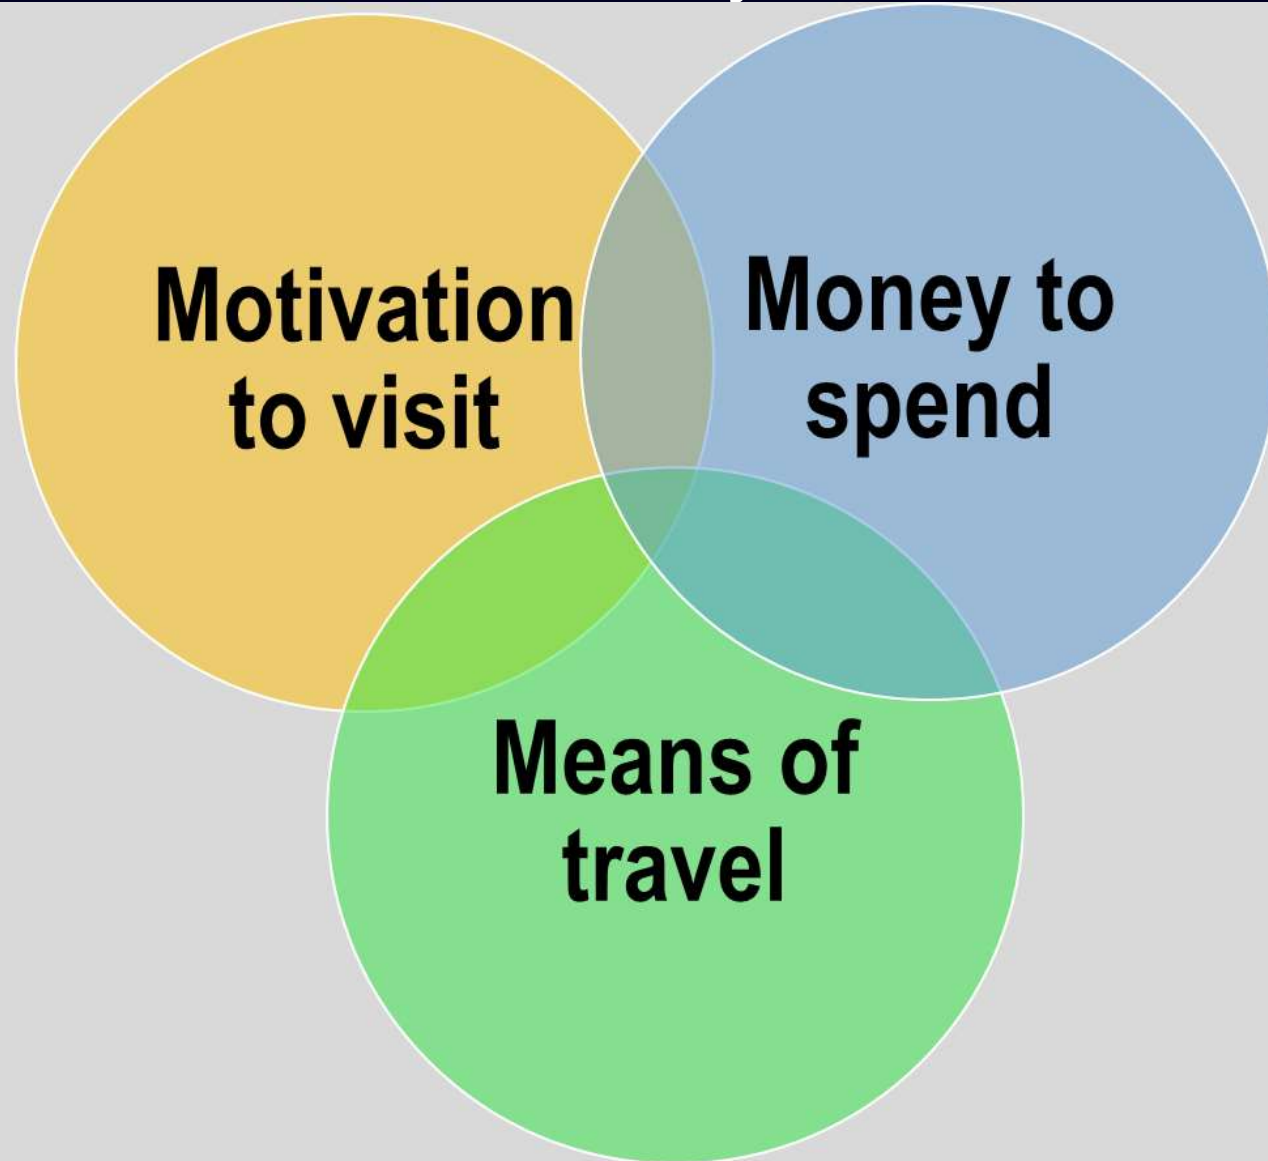 Motivation
to visit
Money to
spend
Means of
travel